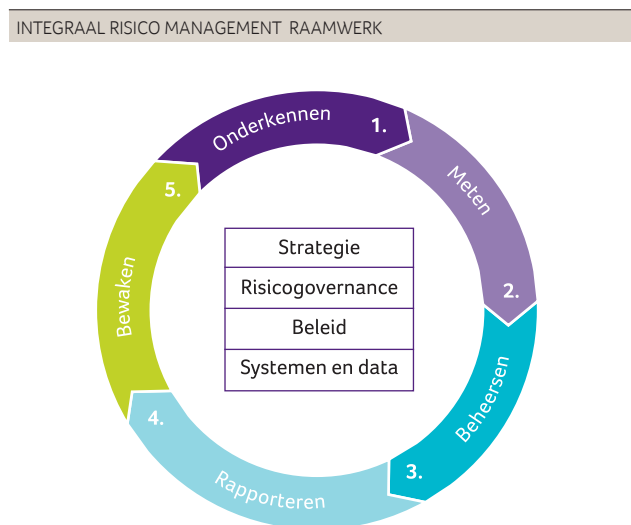 INTEGRAAL RISICO MANAGEMENT RAAMWERK
Onderkennen
1.
Meten
2.
Beheersen
3.
Rapporteren
4.
Bewaken
5.
Strategie
Risicogovernance
Beleid
Systemen en data